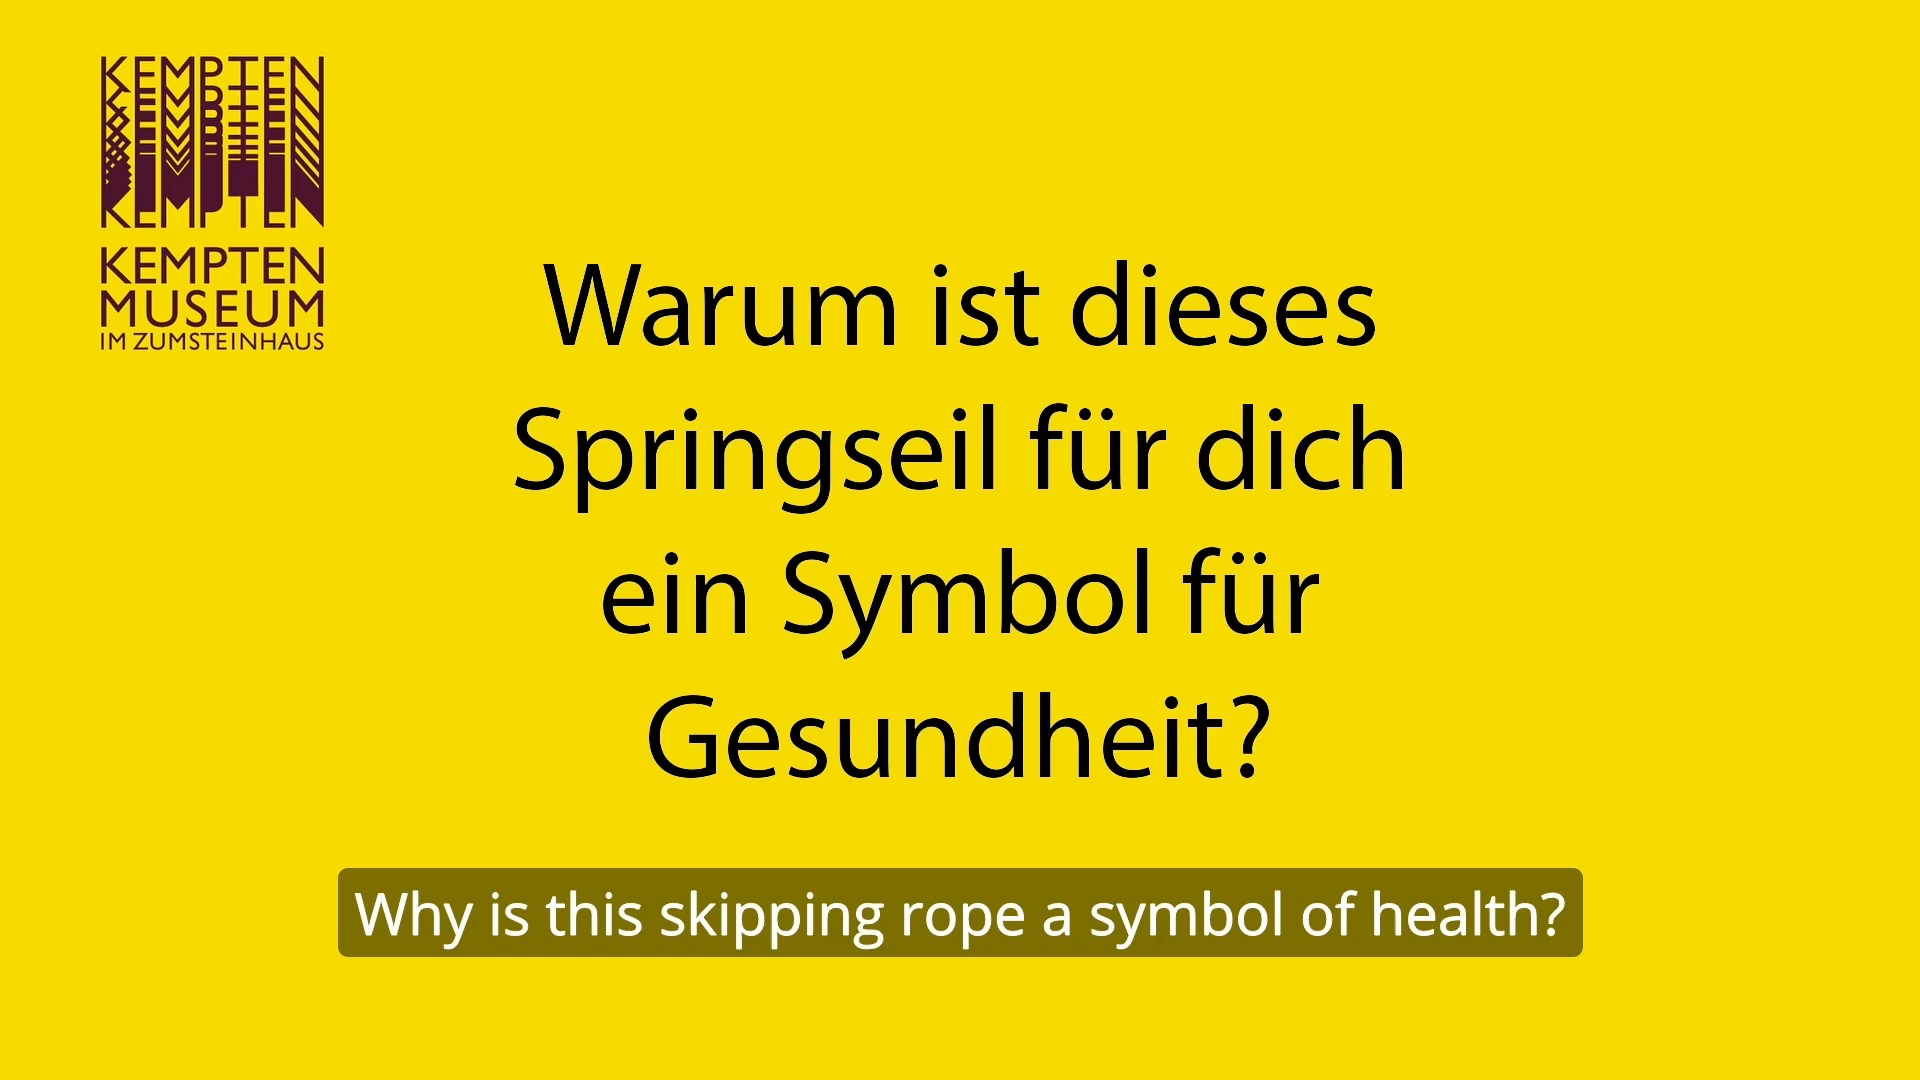 KEMPTEN
KEMPTEN
KEMPTEN
MUSEUM
IM ZUMSTEINHAUS
Warum ist dieses
Springseil für dich
ein Symbol für
Gesundheit?
Why is this skipping rope a symbol of health?